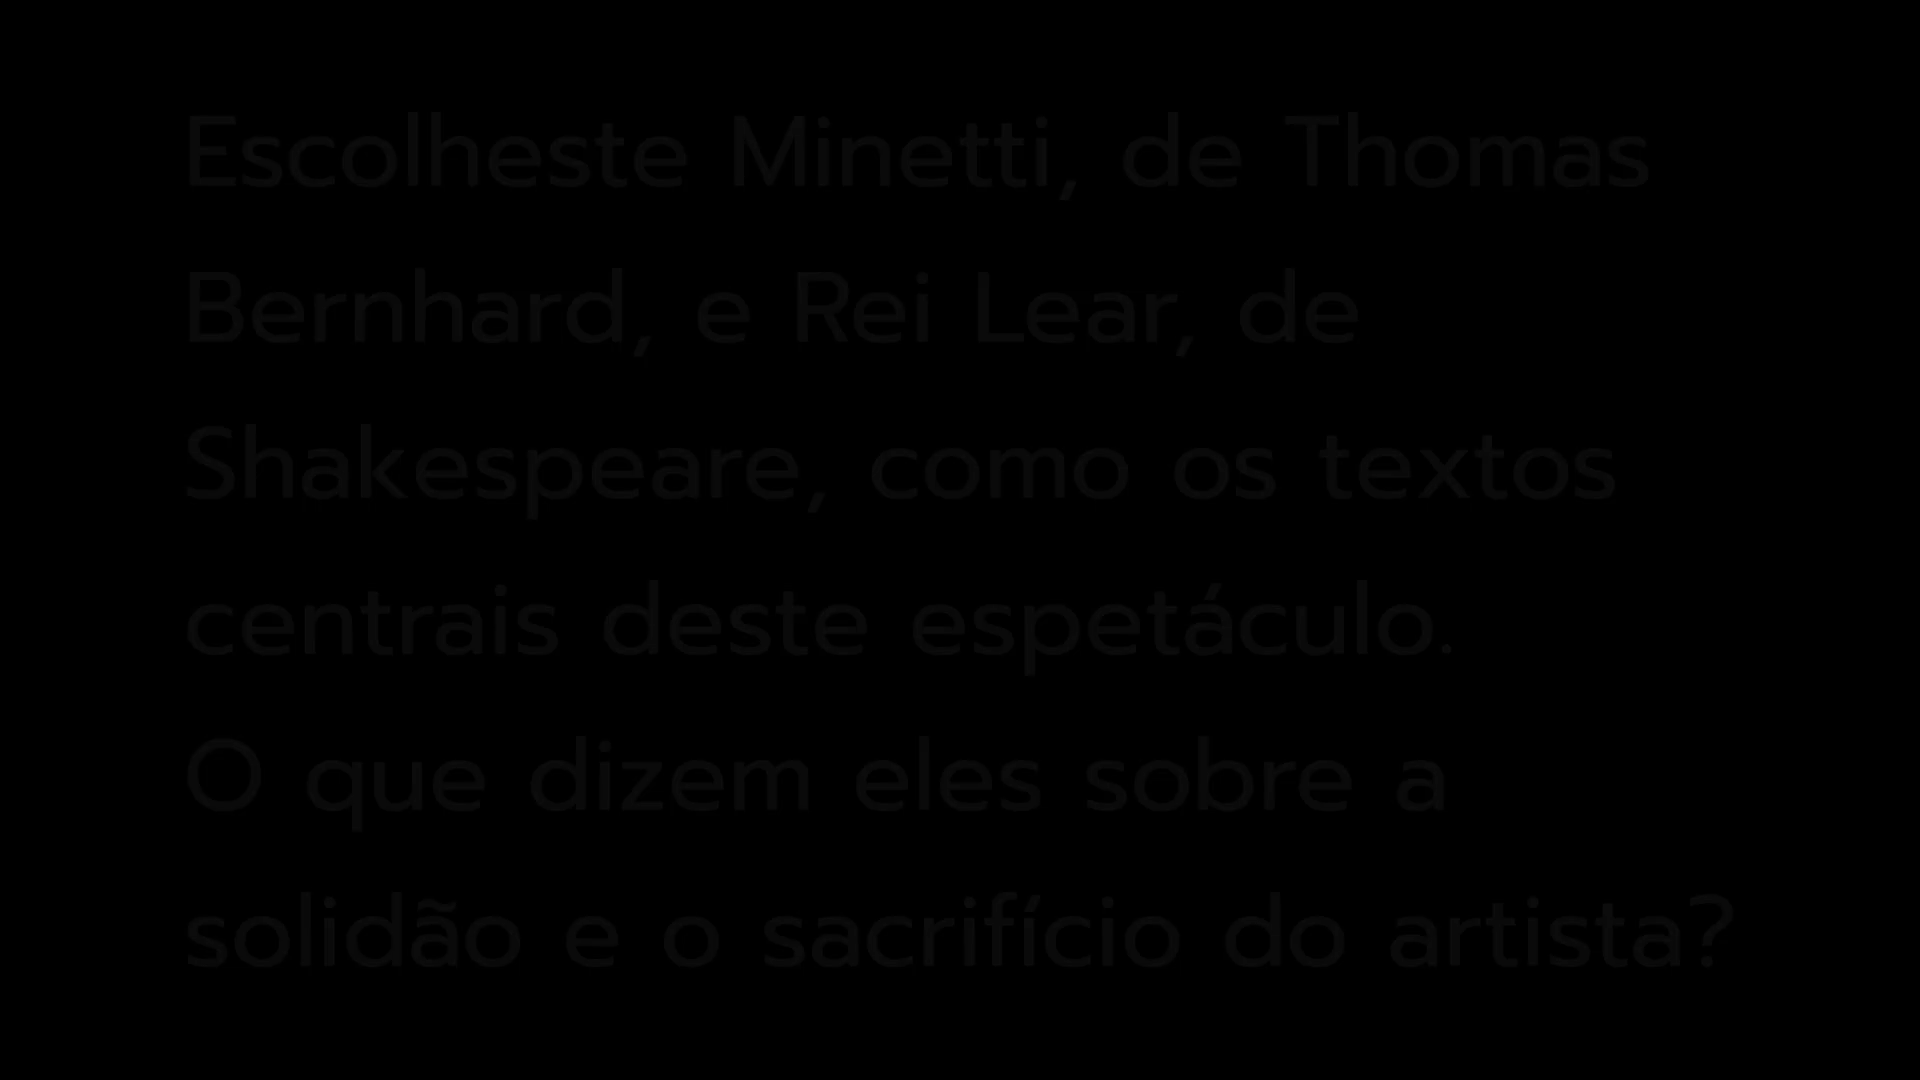 Escolheste Minetti, de Thomas
Bernhard, e Rei Lear, de
Shakespeare, como os textos
centrais deste espetáculo.
O que dizem eles sobre a
solidão e o sacrifício do artista?